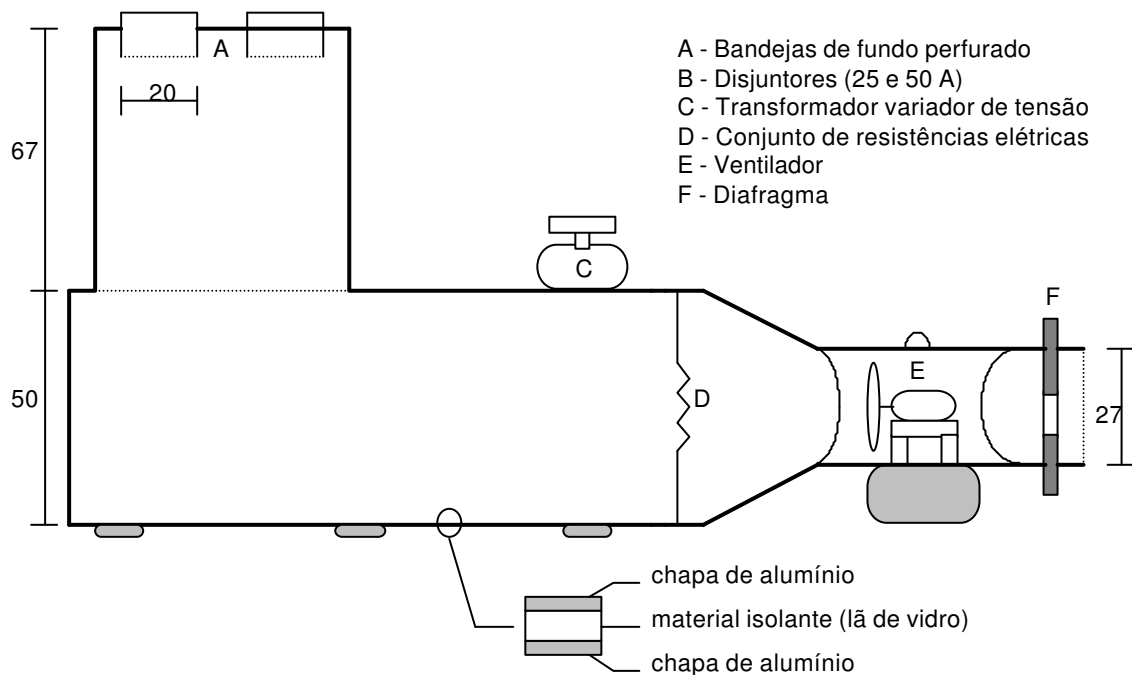 A
20
67
A - Bandejas de fundo perfurado
B - Disjuntores (25 e 50 A)
C - Transformador variador de tensão
D - Conjunto de resistências elétricas
E - Ventilador
F - Diafragma
C
F
E
D
50
27
chapa de alumínio
material isolante (lã de vidro)
chapa de alumínio